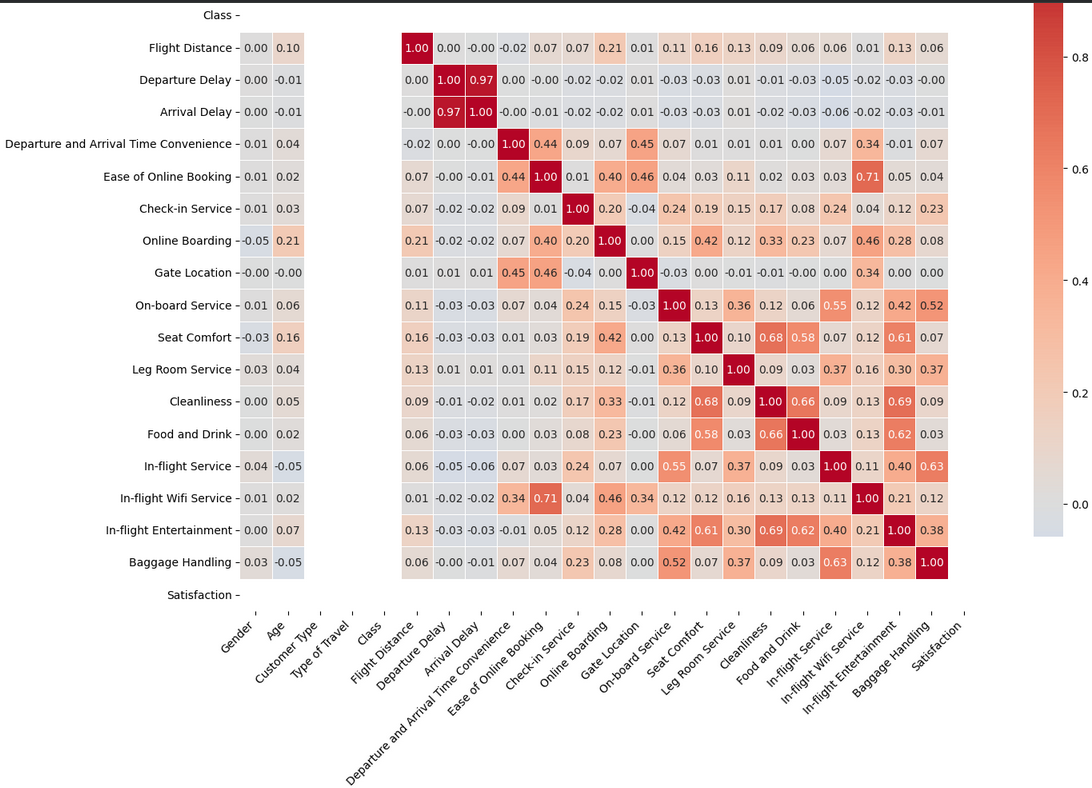 Class
Flight Distance 0.00 0.10 1.00 0.00 -0.00 -0.02 0.07 0.07 0.21 0.01 0.11 0.16 0.13 0.09 0.06 0.06 0.01 0.13 0.06
Departure Delay 0.00 -0.01 0.00 1.00 0.97 0.00 -0.00 -0.02 -0.02 0.01 -0.03 -0.03 0.01 -0.01 -0.03 -0.05 -0.02 -0.03 -0.00
Arrival Delay 0.00 -0.01 -0.00 0.97 1.00 -0.00 -0.01 -0.02 -0.02 0.01 -0.03 -0.03 0.01 -0.02 -0.03 -0.06 -0.02 -0.03 -0.01
Departure and Arrival Time Convenience 0.01 0.04 -0.02 0.00 -0.00 1.00 0.44 0.09 0.07 0.45 0.07 0.01 0.01 0.01 0.00 0.07 0.34 -0.01 0.07
Ease of Online Booking 0.01 0.02 0.07 -0.00 -0.01 0.44 1.00 0.01 0.40 0.46 0.04 0.03 0.11 0.02 0.03 0.03 0.71 0.05 0.04
Check-in Service 0.01 0.03 0.07 -0.02 -0.02 0.09 0.01 1.00 0.20 -0.04 0.24 0.19 0.15 0.17 0.08 0.24 0.04 0.12 0.23
Online Boarding -0.05 0.21 0.21 -0.02 -0.02 0.07 0.40 0.20 1.00 0.00 0.15 0.42 0.12 0.33 0.23 0.07 0.46 0.28 0.08
Gate Location -0.00 -0.00 0.01 0.01 0.01 0.45 0.46 -0.04 0.00 1.00 -0.03 0.00 -0.01 -0.01 -0.00 0.00 0.34 0.00 0.00
On-board Service 0.01 0.06 0.11 -0.03 -0.03 0.07 0.04 0.24 0.15 -0.03 1.00 0.13 0.36 0.12 0.06 0.55 0.12 0.42 0.52
Seat Comfort -0.03 0.16 0.16 -0.03 -0.03 0.01 0.03 0.19 0.42 0.00 0.13 1.00 0.10 0.68 0.58 0.07 0.12 0.61 0.07
Leg Room Service 0.03 0.04 0.13 0.01 0.01 0.01 0.11 0.15 0.12 -0.01 0.36 0.10 1.00 0.09 0.03 0.37 0.16 0.30 0.37
Cleanliness 0.00 0.05 0.09 -0.01 -0.02 0.01 0.02 0.17 0.33 -0.01 0.12 0.68 0.09 1.00 0.66 0.09 0.13 0.69 0.09
Food and Drink 0.00 0.02 0.06 -0.03 -0.03 0.00 0.03 0.08 0.23 -0.00 0.06 0.58 0.03 0.66 1.00 0.03 0.13 0.62 0.03
In-flight Service 0.04 -0.05 0.06 -0.05 -0.06 0.07 0.03 0.24 0.07 0.00 0.55 0.07 0.37 0.09 0.03 1.00 0.11 0.40 0.63
In-flight Wifi Service 0.01 0.02 0.01 -0.02 -0.02 0.34 0.71 0.04 0.46 0.34 0.12 0.12 0.16 0.13 0.13 0.11 1.00 0.21 0.12
In-flight Entertainment 0.00 0.07 0.13 -0.03 -0.03 -0.01 0.05 0.12 0.28 0.00 0.42 0.61 0.30 0.69 0.62 0.40 0.21 1.00 0.38
Baggage Handling 0.03 -0.05 0.06 -0.00 -0.01 0.07 0.04 0.23 0.08 0.00 0.52 0.07 0.37 0.09 0.03 0.63 0.12 0.38 1.00
Satisfaction
Gender
Age
Customer Type
Type of Travel
Class
Flight Distance
Departure Delay
Arrival Delay
Departure and Arrival Time Convenience
Ease of Online Booking
Check-in Service
Online Boarding
Gate Location
On-board Service
Seat Comfort
Leg Room Service
Cleanliness
Food and Drink
In-flight Service
In-flight Wifi Service
In-flight Entertainment
Baggage Handling
Satisfaction
0.8
0.6
0.4
0.2
0.0